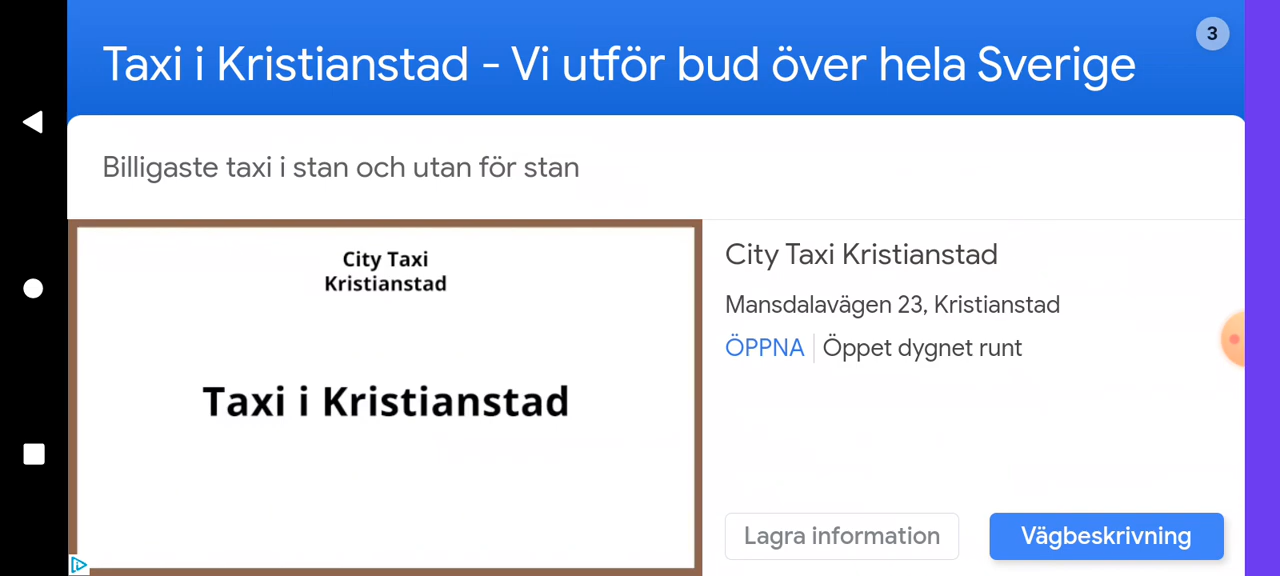 Taxi i Kristianstad - Vi utför bud över hela Sverige
3
Billigaste taxi i stan och utan för stan
City Taxi
Kristianstad
Taxi i Kristianstad
City Taxi Kristianstad
Mansdalavägen 23, Kristianstad
ÖPPNA Öppet dygnet runt
Lagra information
Vägbeskrivning